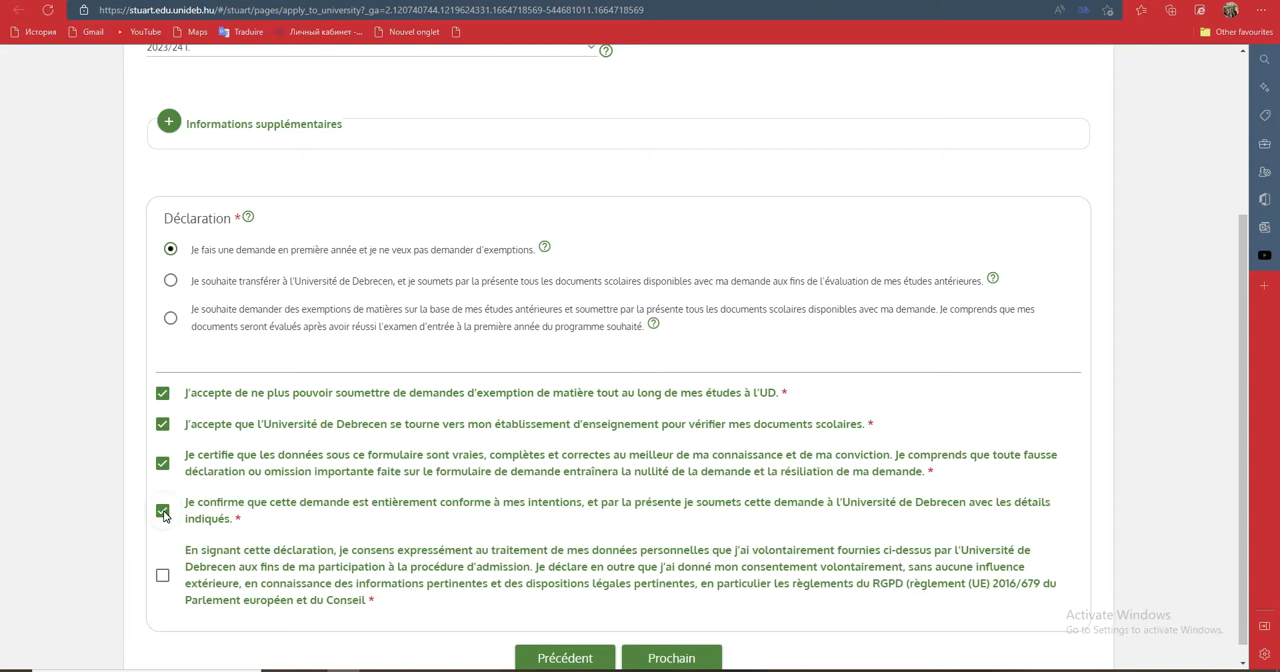 https://stuart.edu.unideb.hu/#/stuart/pages/apply_to_university?_ga=2.120740744.1219624331.1664718569-544681011.1664718569
История Gmail YouTube Maps Traduire Личный кабинет -... Nouvel onglet Other favourites
2023/24 I.
Informations supplémentaires
Déclaration *
Je fais une demande en première année et je ne veux pas demander d'exemptions.
Je souhaite transférer à l'Université de Debrecen, et je soumets par la présente tous les documents scolaires disponibles avec ma demande aux fins de l'évaluation de mes études antérieures.
Je souhaite demander des exemptions de matières sur la base de mes études antérieures et soumettre par la présente tous les documents scolaires disponibles avec ma demande. Je comprends que mes
documents seront évalués après avoir réussi l'examen d'entrée à la première année du programme souhaité.
J'accepte de ne plus pouvoir soumettre de demandes d'exemption de matière tout au long de mes études à l'UD. *
J'accepte que l'Université de Debrecen se tourne vers mon établissement d'enseignement pour vérifier mes documents scolaires. *
Je certifie que les données sous ce formulaire sont vraies, complètes et correctes au meilleur de ma connaissance et de ma conviction. Je comprends que toute fausse
déclaration ou omission importante faite sur le formulaire de demande entraînera la nullité de la demande et la résiliation de ma demande. *
Je confirme que cette demande est entièrement conforme à mes intentions, et par la présente je soumets cette demande à l'Université de Debrecen avec les détails
indiqués. *
En signant cette déclaration, je consens expressément au traitement de mes données personnelles que j'ai volontairement fournies ci-dessus par l'Université de
Debrecen aux fins de ma participation à la procédure d'admission. Je déclare en outre que j'ai donné mon consentement volontairement, sans aucune influence
extérieure, en connaissance des informations pertinentes et des dispositions légales pertinentes, en particulier les règlements du RGPD (règlement (UE) 2016/679 du
Parlement européen et du Conseil *
Activate Windows
Go to Settings to activate Windows.
Précédent Prochain